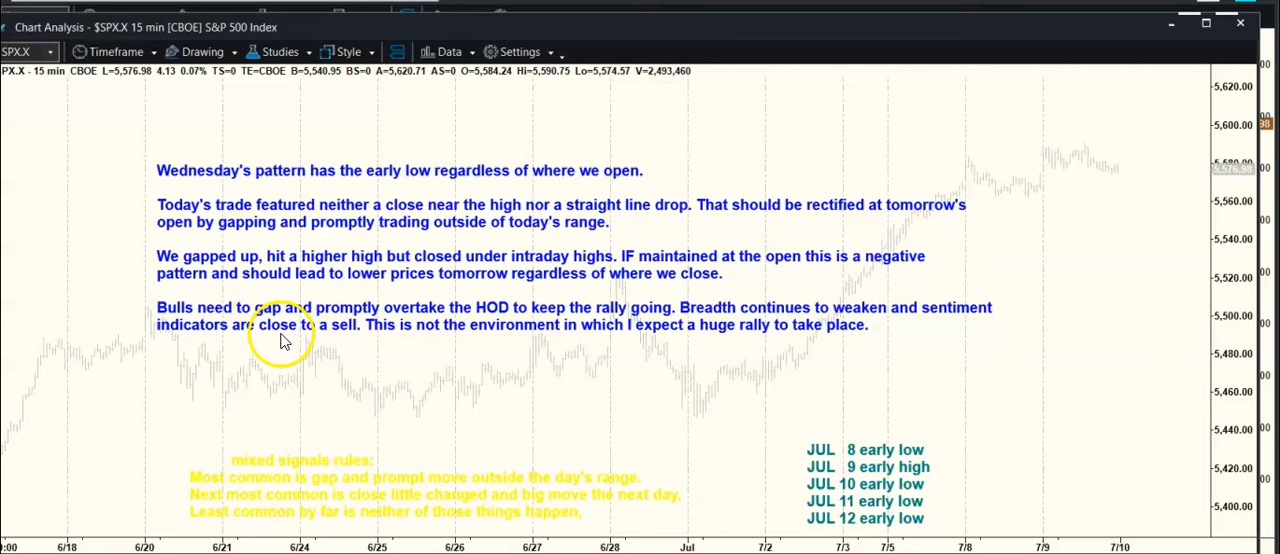 Chart Analysis - $SPX.X 15 min [CBOE] S&P 500 Index
SPX.X Timeframe Drawing Studies Style Data Settings
PX.X - 15 min CBOE L=5,576.98 4.13 0.07% TS=0 TE=CBOE B=5,540.95 BS=0 A=5,620.71 AS=0 O=5,584.24 Hi=5,590.75 Lo=5,574.57 V=2,493,460
5,620.00
5,600.00
98
Wednesday's pattern has the early low regardless of where we open.
5,580.00
5,576.98
Today's trade featured neither a close near the high nor a straight line drop. That should be rectified at tomorrow's
open by gapping and promptly trading outside of today's range.
5,560.00
5,540.00
We gapped up, hit a higher high but closed under intraday highs. IF maintained at the open this is a negative
pattern and should lead to lower prices tomorrow regardless of where we close.
5,520.00
Bulls need to gap and promptly overtake the HOD to keep the rally going. Breadth continues to weaken and sentiment
indicators are close to a sell. This is not the environment in which I expect a huge rally to take place.
5,500.00
5,480.00
5,460.00
5,440.00
5,420.00
5,400.00
mixed signals rules:
Most common is gap and prompt move outside the day's range.
Next most common is close little changed and big move the next day.
Least common by far is neither of those things happen,
JUL 8 early low
JUL 9 early high
JUL 10 early low
JUL 11 early low
JUL 12 early low
0:00 6/18 6/20 6/21 6/24 6/25 6/26 6/27 6/28 Jul 7/2 7/3 7/5 7/8 7/9 7/10